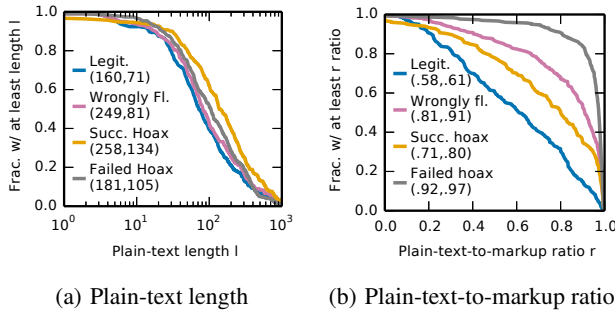 Frac. w/ at least length l
1.0
0.8
0.6
0.4
0.2
0.0
Legit.
(160,71)
Wrongly Fl.
(249,81)
Succ. Hoax
(258,134)
Failed Hoax
(181,105)
10^0 10^1 10^2 10^3
Plain-text length l
(a) Plain-text length
Frac. w/ at least r ratio
1.0
0.8
0.6
0.4
0.2
0.0
Legit.
(.58,.61)
Wrongly fl.
(.81,.91)
Succ. hoax
(.71,.80)
Failed hoax
(.92,.97)
0.0 0.2 0.4 0.6 0.8 1.0
Plain-text-to-markup ratio r
(b) Plain-text-to-markup ratio